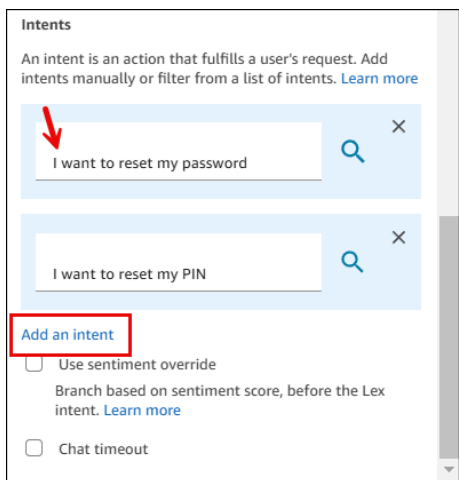 Intents
An intent is an action that fulfills a user's request. Add
intents manually or filter from a list of intents. Learn more
I want to reset my password
I want to reset my PIN
Add an intent
Use sentiment override
Branch based on sentiment score, before the Lex
intent. Learn more
Chat timeout